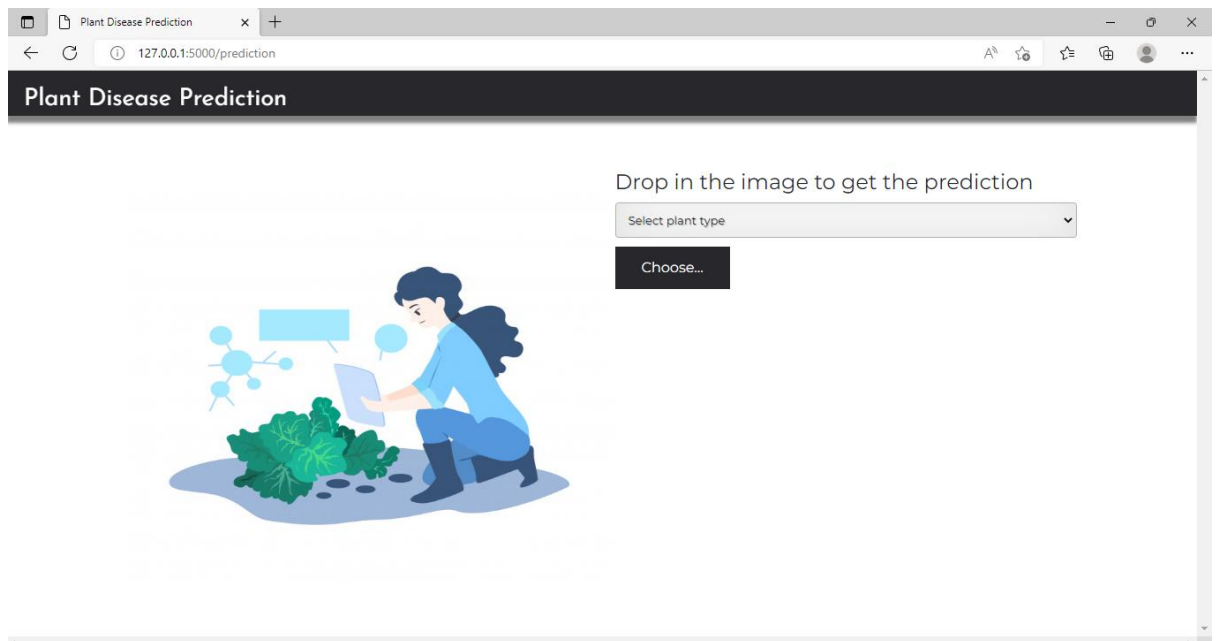 Plant Disease Prediction
127.0.0.1:5000/prediction
Plant Disease Prediction
Drop in the image to get the prediction
Select plant type
Choose...